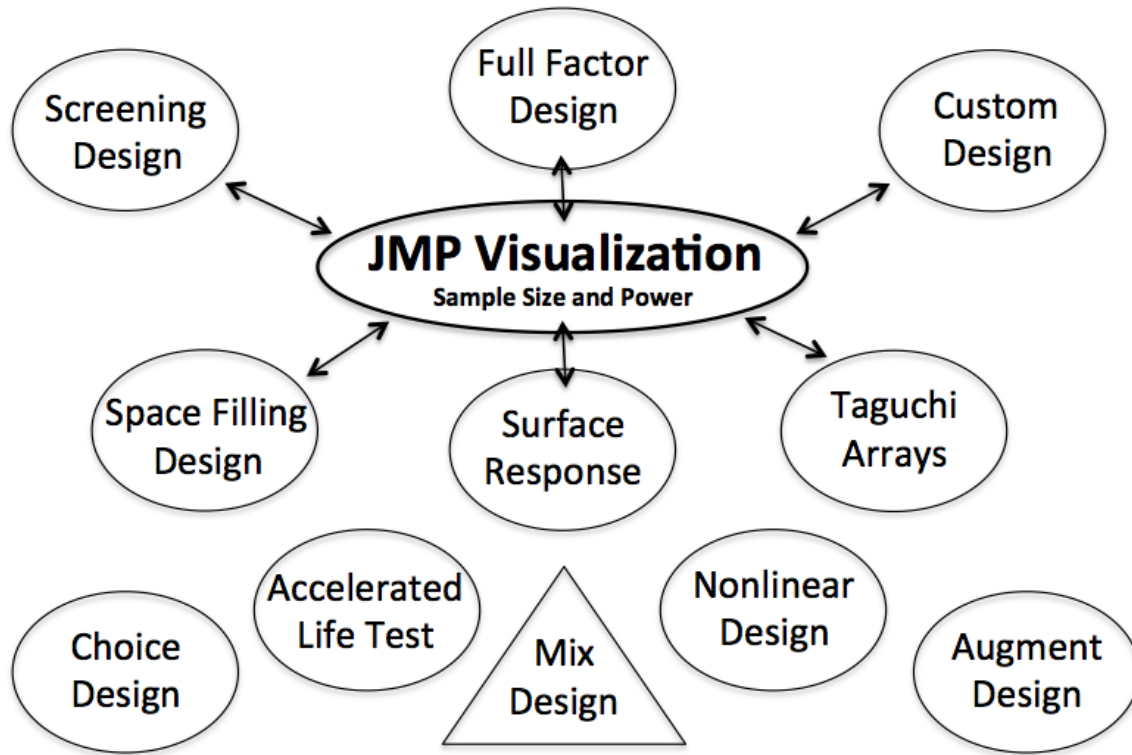 Screening
Design
Full Factor
Design
Custom
Design
JMP Visualization
Sample Size and Power
Space Filling
Design
Surface
Response
Taguchi
Arrays
Choice
Design
Accelerated
Life Test
Mix
Design
Nonlinear
Design
Augment
Design